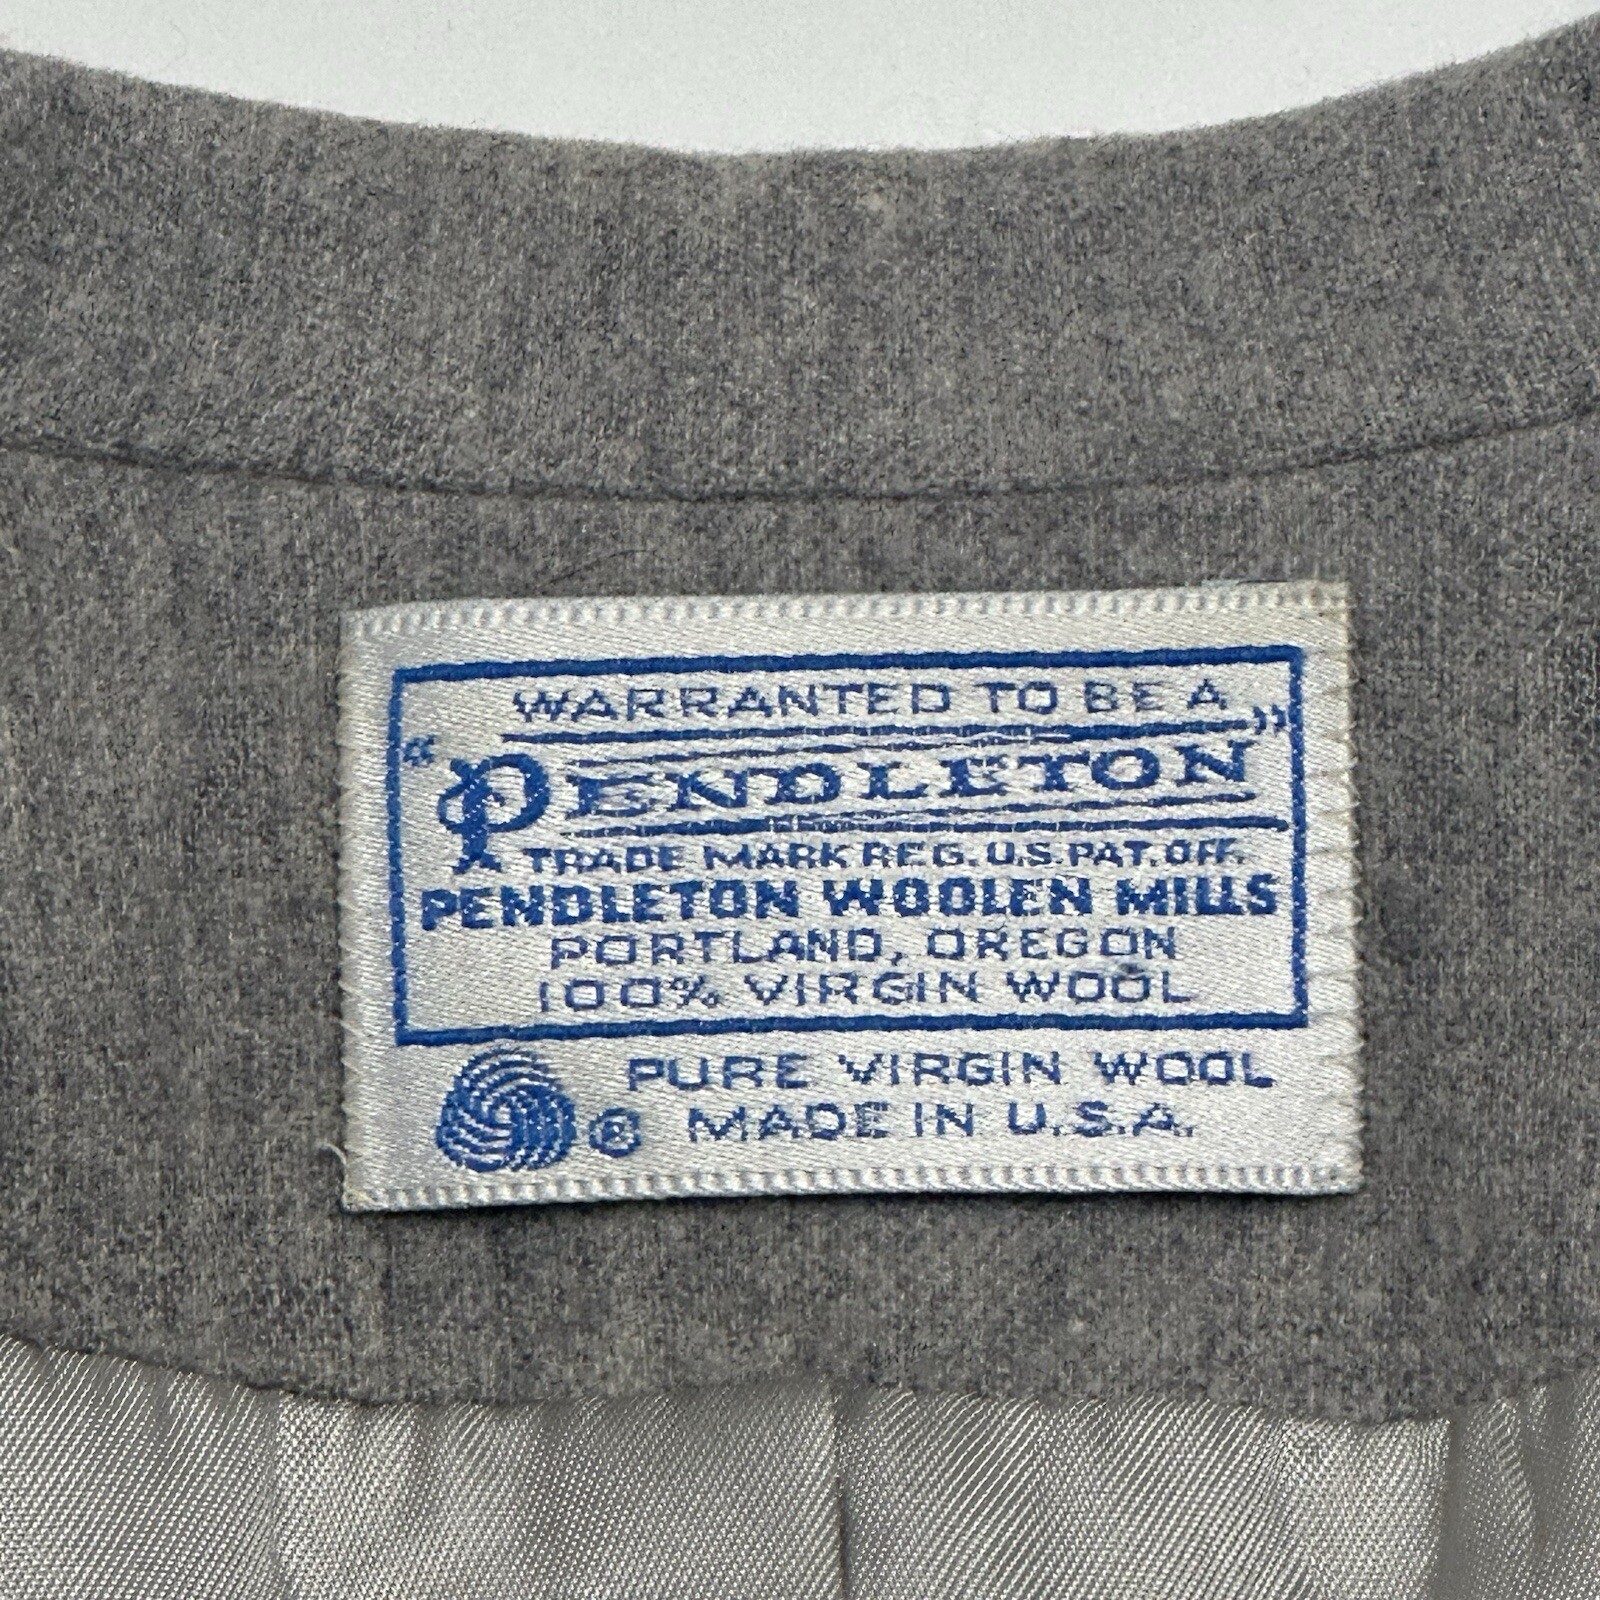 WARRANTED TO BE A
"PENDLETON"
TRADE MARK REG. U.S. PAT. OFF.
PENDLETON WOOLEN MILLS
PORTLAND, OREGON
100% VIRGIN WOOL
PURE VIRGIN WOOL
® MADE IN U.S.A.